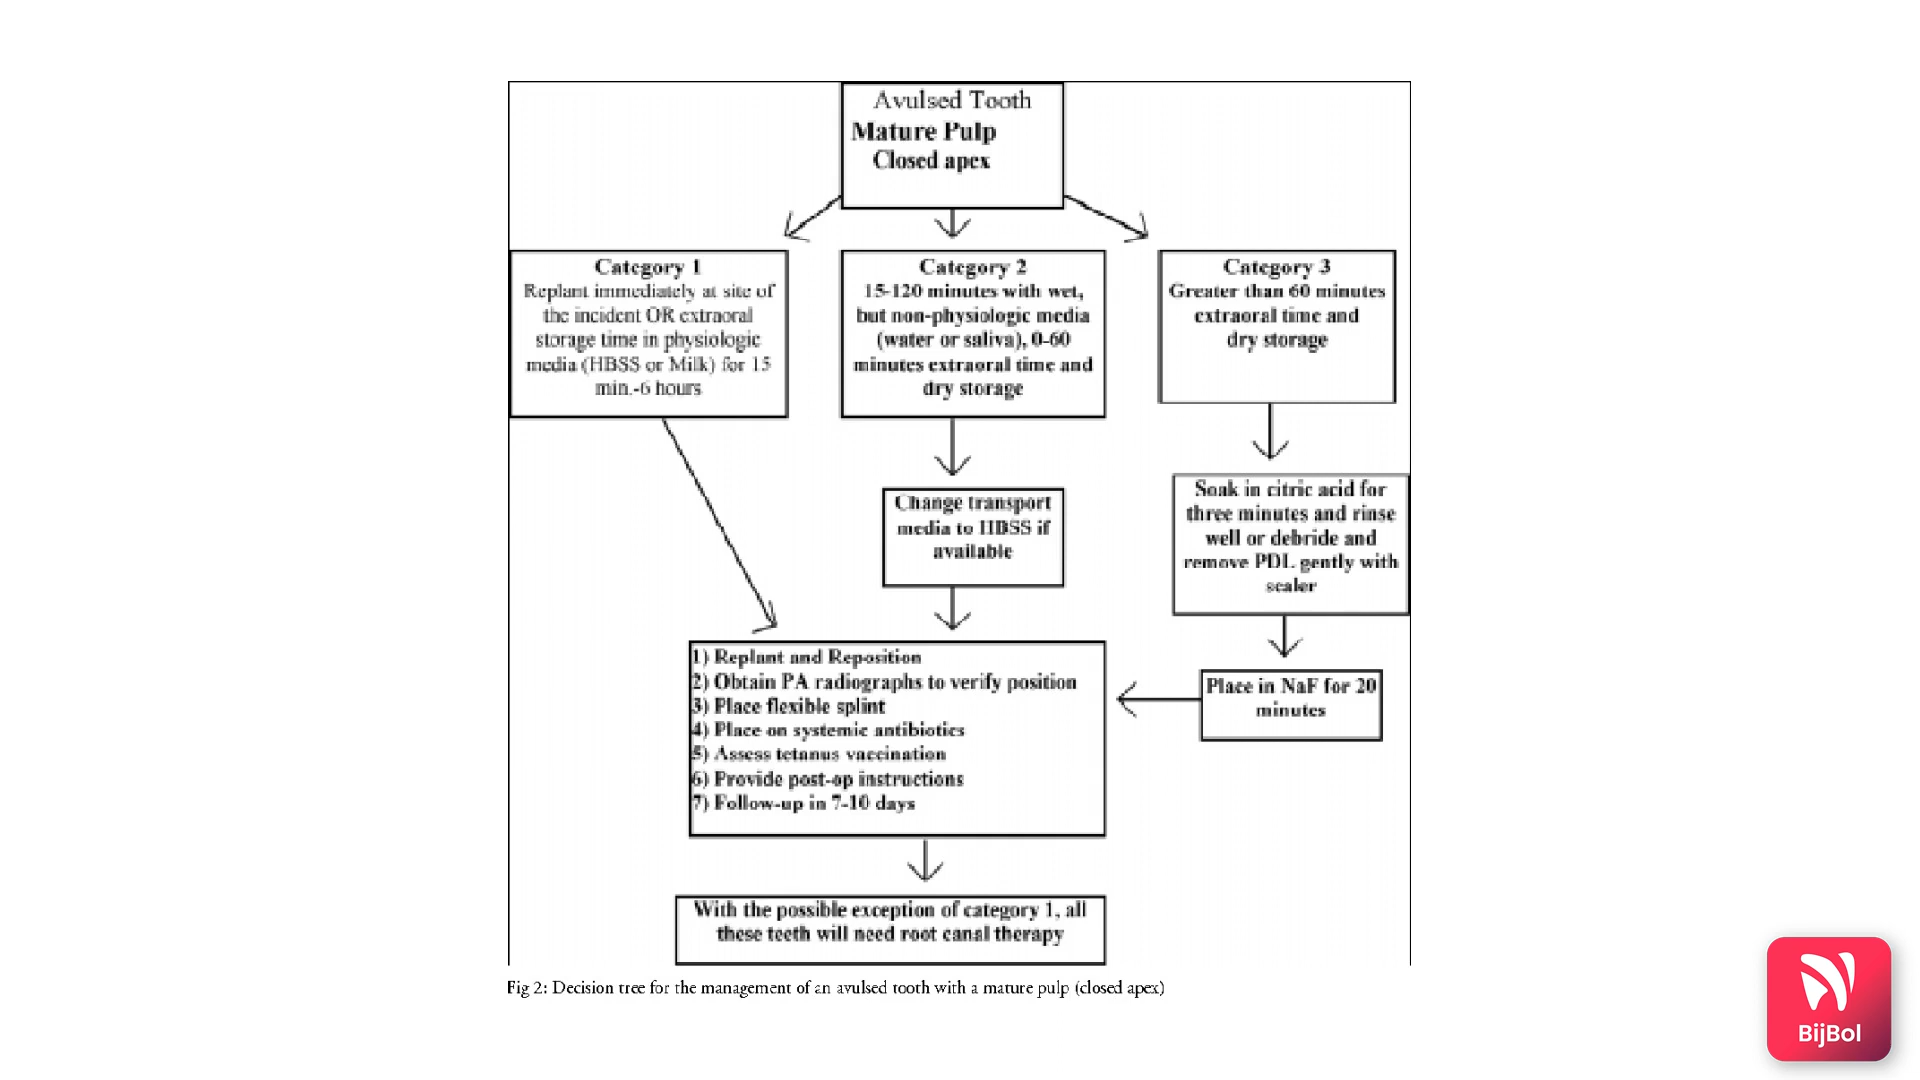 Avulsed Tooth
Mature Pulp
Closed apex
Category 1
Replant immediately at site of
the incident OR extraoral
storage time in physiologic
media (HBSS or Milk) for 15
min.-6 hours
Category 2
15-120 minutes with wet,
but non-physiologic media
(water or saliva), 0-60
minutes extraoral time and
dry storage
Category 3
Greater than 60 minutes
extraoral time and
dry storage
Change transport
media to HBSS if
available
Soak in citric acid for
three minutes and rinse
well or debride and
remove PDL gently with
scaler
Place in NaF for 20
minutes
1) Replant and Reposition
2) Obtain PA radiographs to verify position
3) Place flexible splint
4) Place on systemic antibiotics
5) Assess tetanus vaccination
6) Provide post-op instructions
7) Follow-up in 7-10 days
With the possible exception of category 1, all
these teeth will need root canal therapy
Fig 2: Decision tree for the management of an avulsed tooth with a mature pulp (closed apex)
BijBol